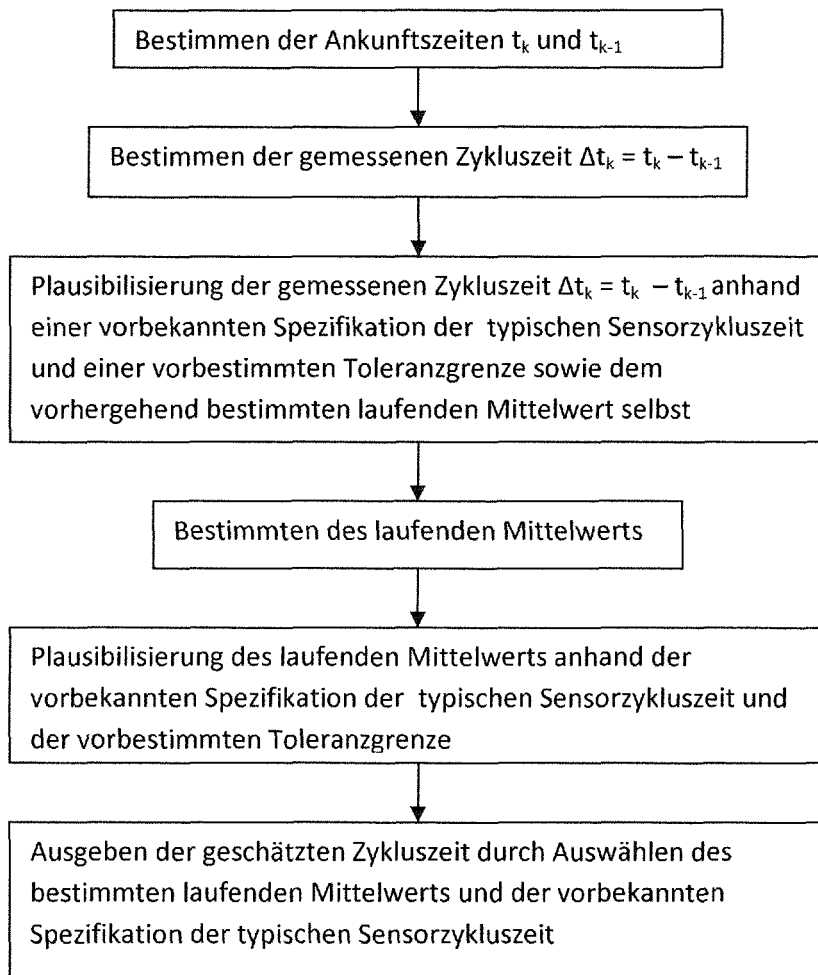 Bestimmen der Ankunftszeiten tₖ und tₖ₋₁
Bestimmen der gemessenen Zykluszeit Δtₖ = tₖ – tₖ₋₁
Plausibilisierung der gemessenen Zykluszeit Δtₖ = tₖ – tₖ₋₁ anhand
einer vorbekannten Spezifikation der typischen Sensorzykluszeit
und einer vorbestimmten Toleranzgrenze sowie dem
vorhergehend bestimmten laufenden Mittelwert selbst
Bestimmten des laufenden Mittelwerts
Plausibilisierung des laufenden Mittelwerts anhand der
vorbekannten Spezifikation der typischen Sensorzykluszeit und
der vorbestimmten Toleranzgrenze
Ausgeben der geschätzten Zykluszeit durch Auswählen des
bestimmten laufenden Mittelwerts und der vorbekannten
Spezifikation der typischen Sensorzykluszeit